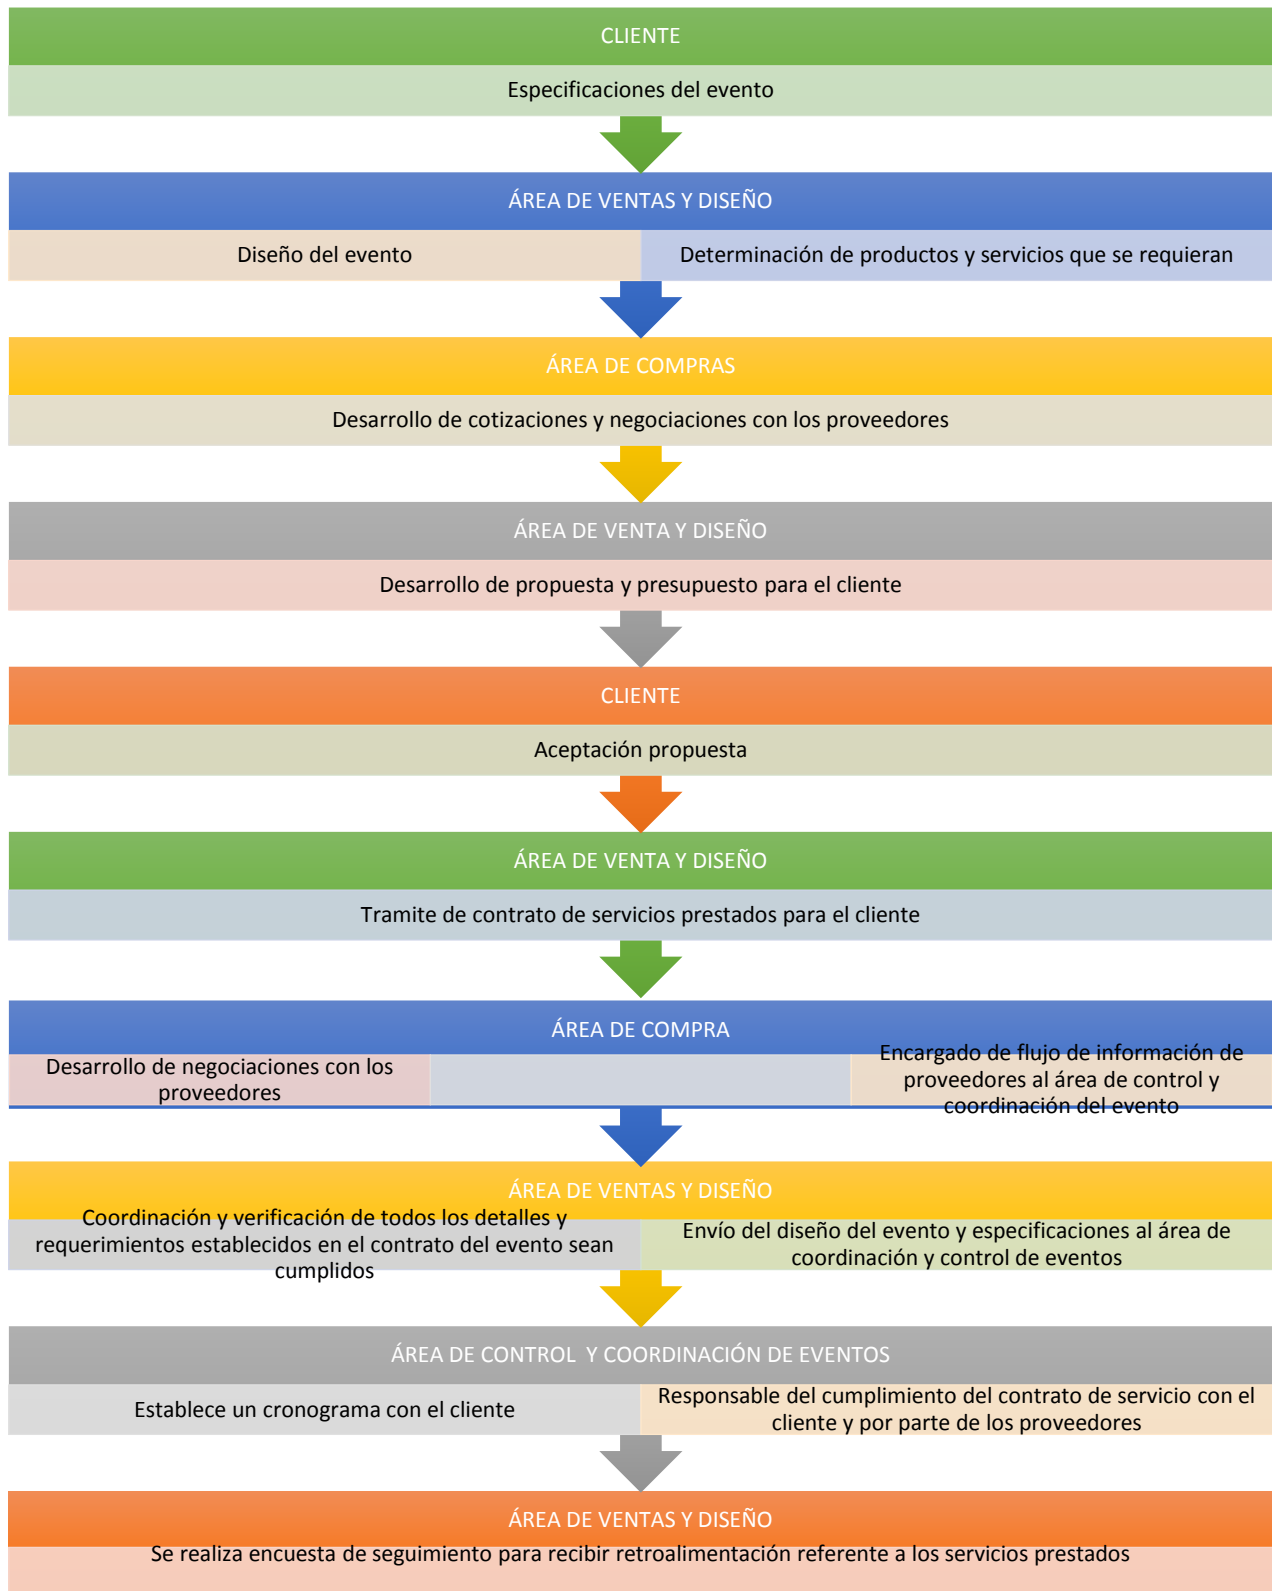 CLIENTE
Especificaciones del evento
ÁREA DE VENTAS Y DISEÑO
Diseño del evento
Determinación de productos y servicios que se requieran
ÁREA DE COMPRAS
Desarrollo de cotizaciones y negociaciones con los proveedores
ÁREA DE VENTA Y DISEÑO
Desarrollo de propuesta y presupuesto para el cliente
CLIENTE
Aceptación propuesta
ÁREA DE VENTA Y DISEÑO
Tramite de contrato de servicios prestados para el cliente
ÁREA DE COMPRA
Desarrollo de negociaciones con los
proveedores
Encargado de flujo de información de
proveedores al área de control y
coordinación del evento
ÁREA DE VENTAS Y DISEÑO
Coordinación y verificación de todos los detalles y
requerimientos establecidos en el contrato del evento sean
cumplidos
Envío del diseño del evento y especificaciones al área de
coordinación y control de eventos
ÁREA DE CONTROL  Y COORDINACIÓN DE EVENTOS
Establece un cronograma con el cliente
Responsable del cumplimiento del contrato de servicio con el
cliente y por parte de los proveedores
ÁREA DE VENTAS Y DISEÑO
Se realiza encuesta de seguimiento para recibir retroalimentación referente a los servicios prestados